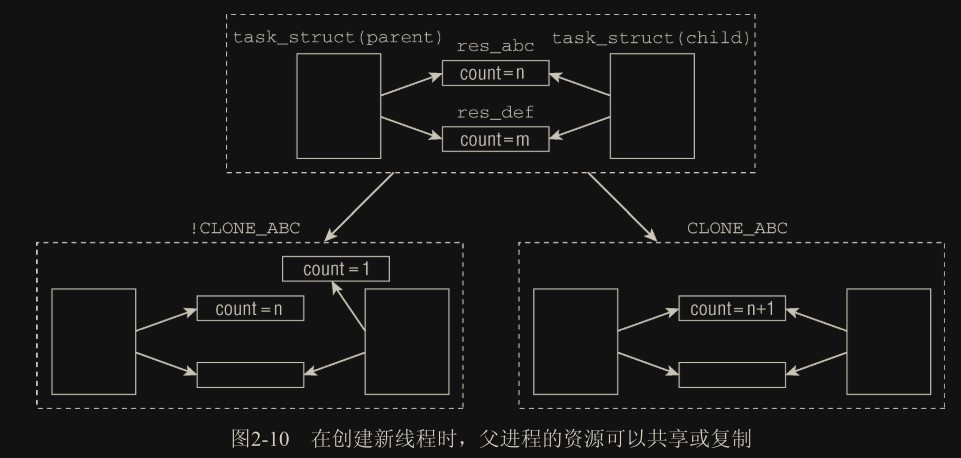 task_struct(parent)
res_abc
task_struct(child)
count=n
res_def
count=m
!CLONE_ABC
CLONE_ABC
count=1
count=n
count=n+1
图2-10 在创建新线程时，父进程的资源可以共享或复制